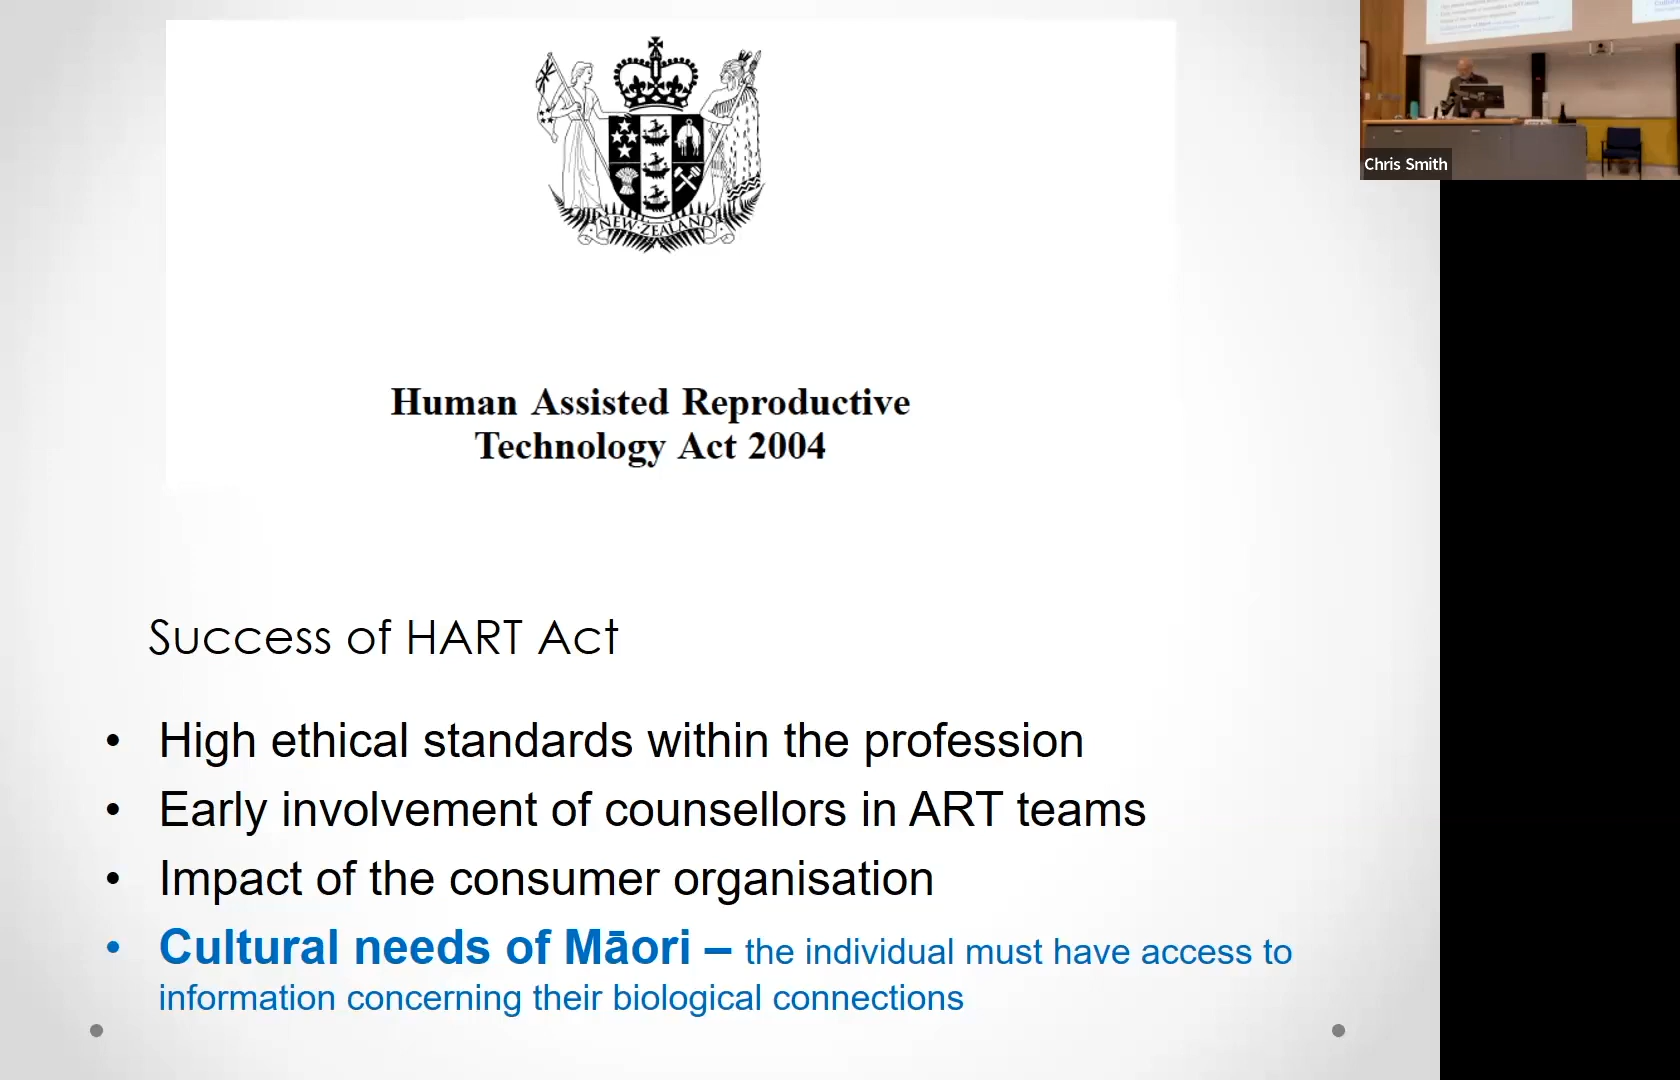 NEW ZEALAND
Human Assisted Reproductive
Technology Act 2004
Success of HART Act
• High ethical standards within the profession
• Early involvement of counsellors in ART teams
• Impact of the consumer organisation
• Cultural needs of Māori – the individual must have access to
information concerning their biological connections
Chris Smith